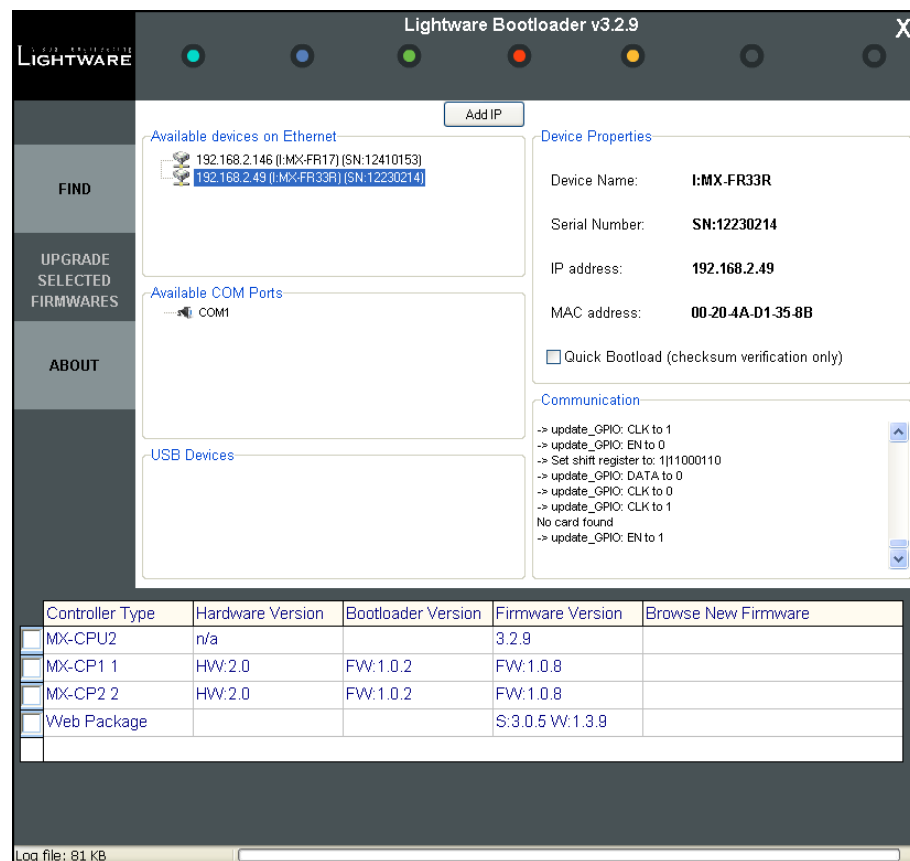 Lightware Bootloader v3.2.9
X
LIGHTWARE
Add IP
FIND
UPGRADE
SELECTED
FIRMWARES
ABOUT
Available devices on Ethernet
192.168.2.146 (I:MX-FR17) (SN:12410153)
192.168.2.49 (I:MX-FR33R) (SN:12230214)
Available COM Ports
COM1
USB Devices
Device Properties
Device Name: I:MX-FR33R
Serial Number: SN:12230214
IP address: 192.168.2.49
MAC address: 00-20-4A-D1-35-8B
Quick Bootload (checksum verification only)
Communication
-> update_GPIO: CLK to 1
-> update_GPIO: EN to 0
-> Set shift register to: 1|11000110
-> update_GPIO: DATA to 0
-> update_GPIO: CLK to 0
-> update_GPIO: CLK to 1
No card found
-> update_GPIO: EN to 1
Controller Type Hardware Version Bootloader Version Firmware Version Browse New Firmware
MX-CPU2 n/a 3.2.9
MX-CP1 1 HW:2.0 FW:1.0.2 FW:1.0.8
MX-CP2 2 HW:2.0 FW:1.0.2 FW:1.0.8
Web Package S:3.0.5 W:1.3.9
Log file: 81 KB